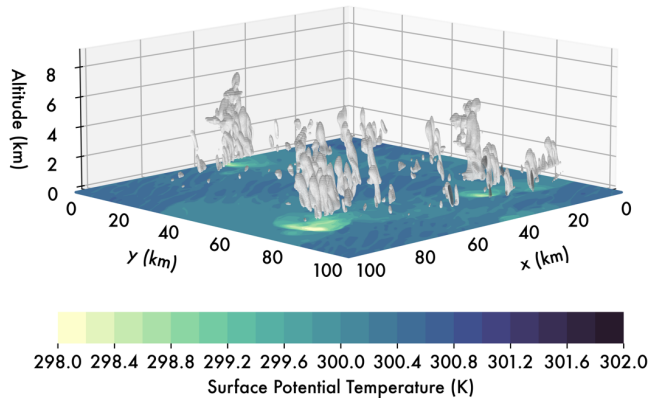 Altitude
(km)
8
6
4
2
0
0 20 40 60 80 100
y (km)
100 80 60 40 20 0
x (km)
298.0 298.4 298.8 299.2 299.6 300.0 300.4 300.8 301.2 301.6 302.0
Surface Potential Temperature (K)